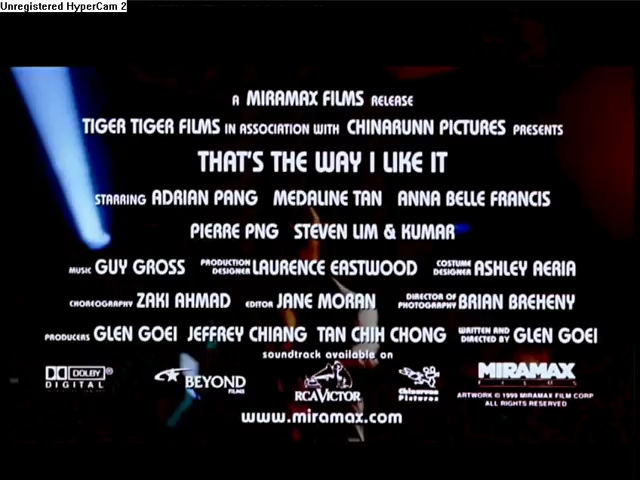 Unregistered HyperCam 2
A MIRAMAX FILMS RELEASE
TIGER TIGER FILMS IN ASSOCIATION WITH CHINARUNN PICTURES PRESENTS
THAT'S THE WAY I LIKE IT
STARRING ADRIAN PANG MEDALINE TAN ANNA BELLE FRANCIS
PIERRE PNG STEVEN LIM & KUMAR
MUSIC GUY GROSS PRODUCTION DESIGNER LAURENCE EASTWOOD COSTUME DESIGNER ASHLEY AERIA
CHOREOGRAPHY ZAKI AHMAD EDITOR JANE MORAN DIRECTOR OF PHOTOGRAPHY BRIAN BREHENY
PRODUCERS GLEN GOEI JEFFREY CHIANG TAN CHIH CHONG WRITTEN AND DIRECTED BY GLEN GOEI
soundtrack available on
DOLBY® DIGITAL
BEYOND FILMS
RCAVICTOR
Chinarunn Pictures
MIRAMAX FILMS
ARTWORK © 1999 MIRAMAX FILM CORP
ALL RIGHTS RESERVED
www.miramax.com